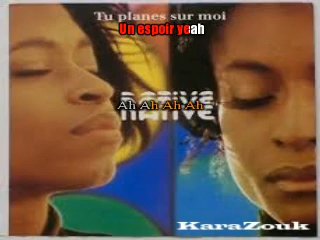 Tu planes sur moi
Un espoir yeah
NATIVE
Ah Ah Ah Ah
KaraZouk